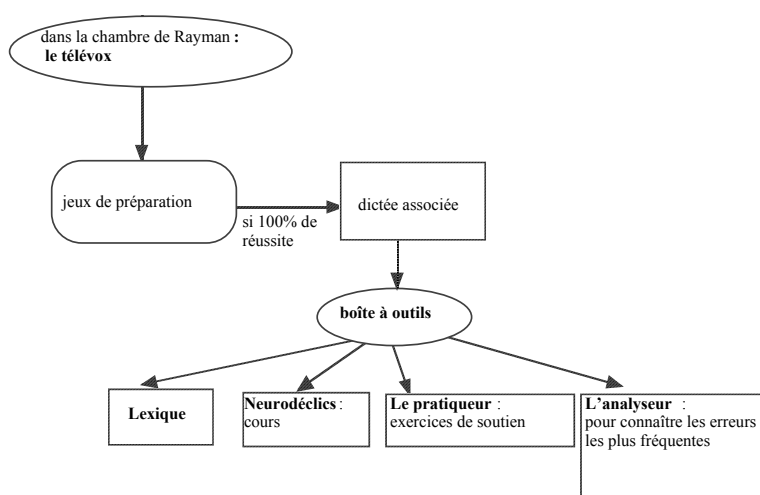 dans la chambre de Rayman :
le télévox
jeux de préparation
si 100% de
réussite
dictée associée
boîte à outils
Lexique
Neurodéclics :
cours
Le pratiqueur :
exercices de soutien
L'analyseur :
pour connaître les erreurs
les plus fréquentes